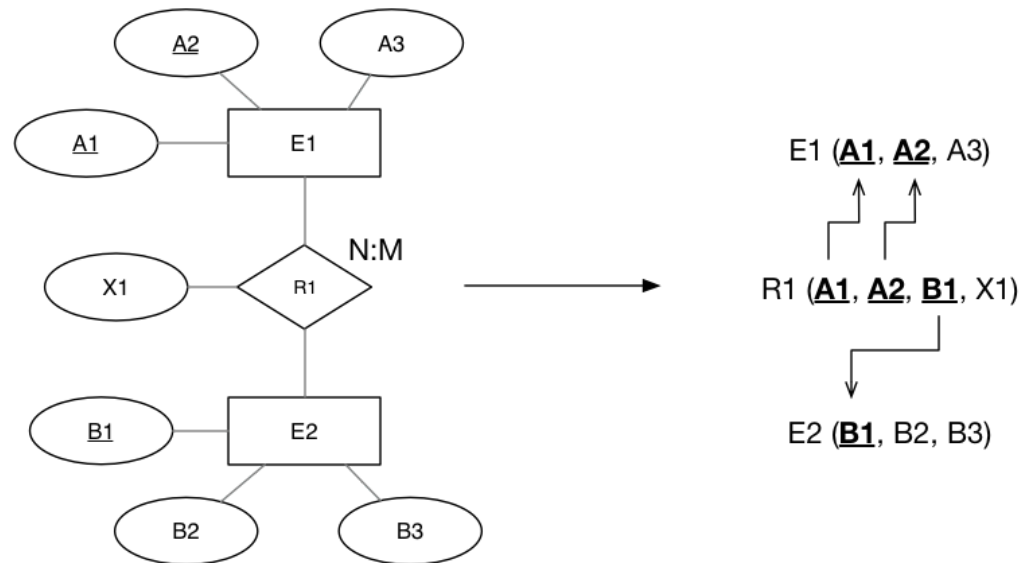 A2
A3
A1
E1
E1 (A1, A2, A3)
N:M
X1
R1
R1 (A1, A2, B1, X1)
B1
E2
E2 (B1, B2, B3)
B2
B3